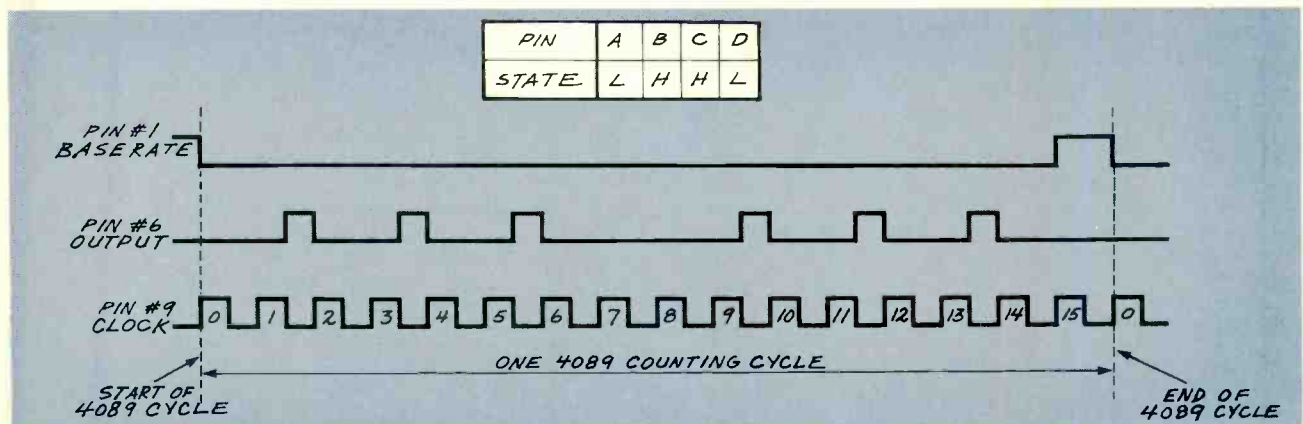 PIN A B C D
STATE L H H L
PIN #1
BASE RATE
PIN #6
OUTPUT
PIN #9
CLOCK
0 1 2 3 4 5 6 7 8 9 10 11 12 13 14 15 0
ONE 4089 COUNTING CYCLE
START OF
4089 CYCLE
END OF
4089 CYCLE